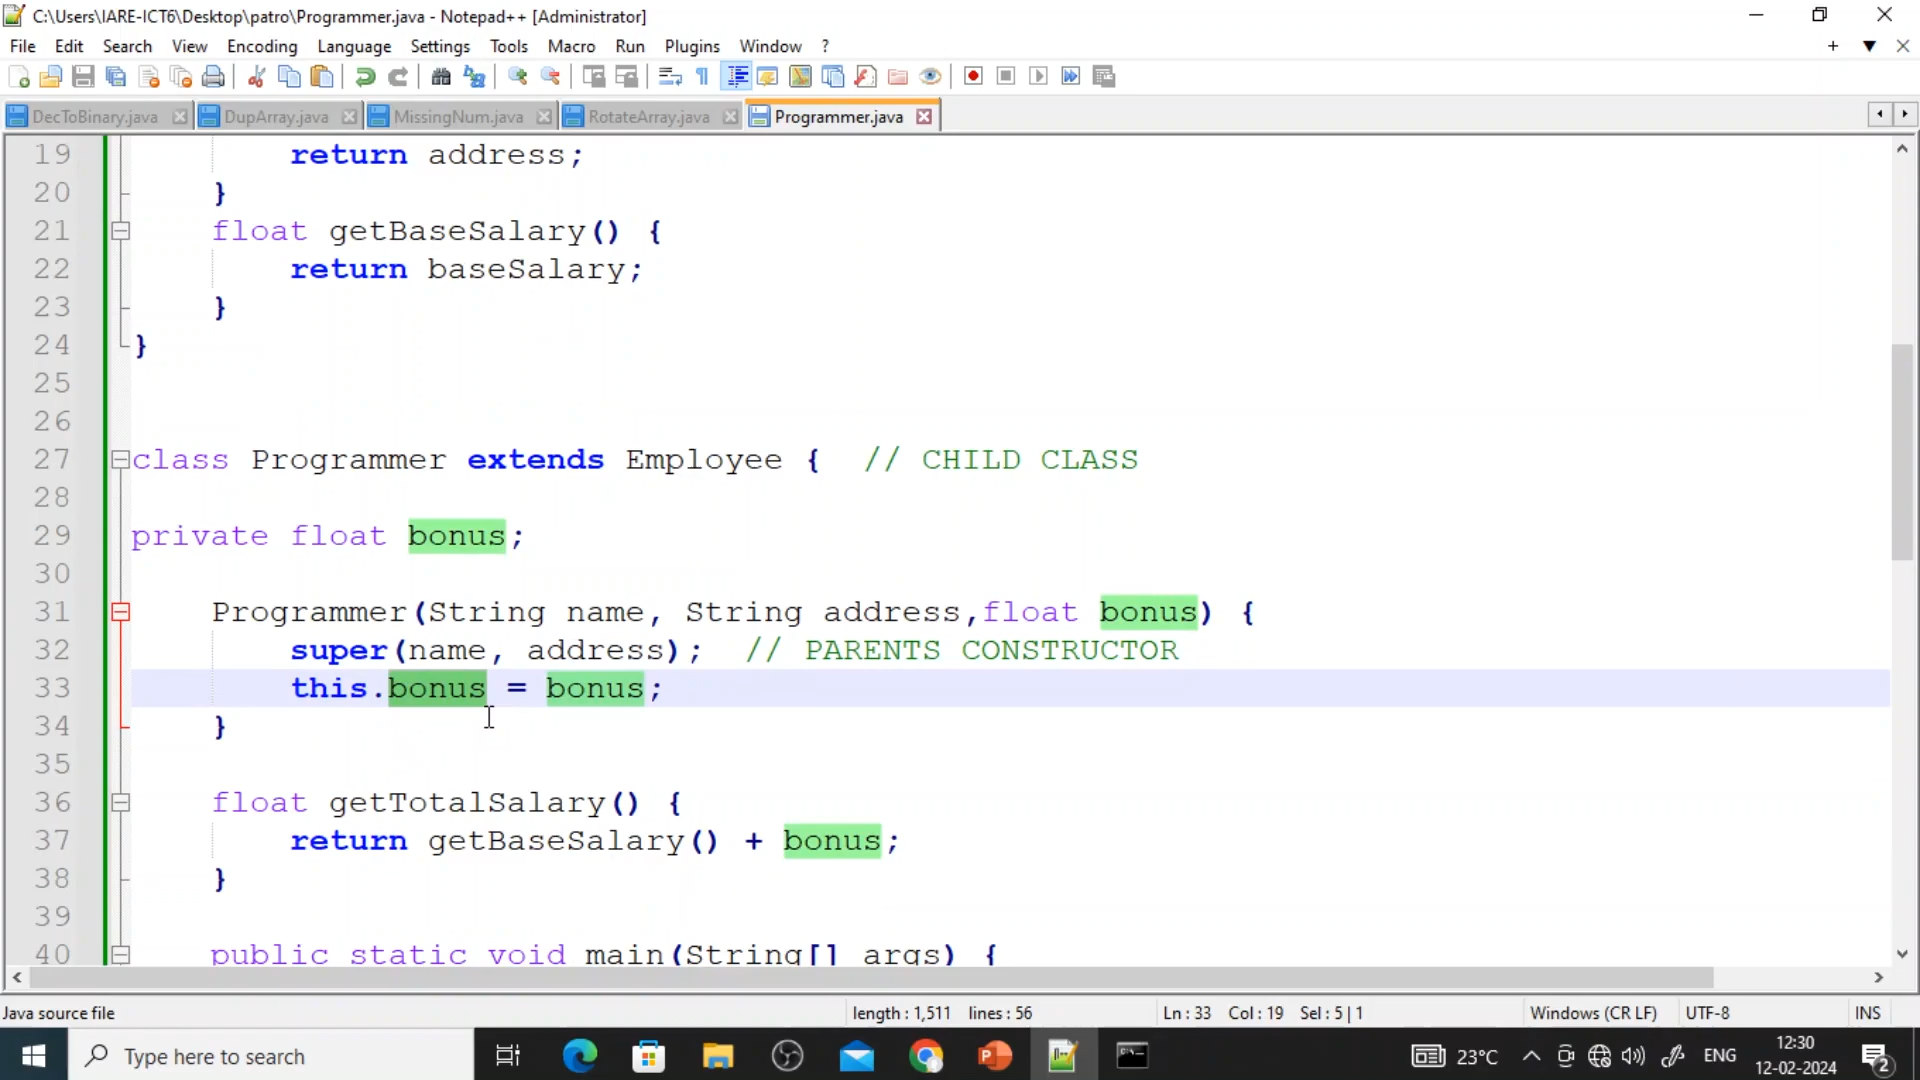 C:\Users\IARE-ICT6\Desktop\patro\Programmer.java - Notepad++ [Administrator]
File Edit Search View Encoding Language Settings Tools Macro Run Plugins Window ?
DecToBinary.java DupArray.java MissingNum.java RotateArray.java Programmer.java
19 return address;
20 }
21 float getBaseSalary() {
22 return baseSalary;
23 }
24 }
25
26
27 class Programmer extends Employee { // CHILD CLASS
28
29 private float bonus;
30
31 Programmer(String name, String address,float bonus) {
32 super(name, address); // PARENTS CONSTRUCTOR
33 this.bonus = bonus;
34 }
35
36 float getTotalSalary() {
37 return getBaseSalary() + bonus;
38 }
39
40 public static void main(String[] args) {
Java source file length : 1,511 lines : 56 Ln : 33 Col : 19 Sel : 5 | 1 Windows (CR LF) UTF-8 INS
Type here to search 23°C ENG 12:30
12-02-2024 2